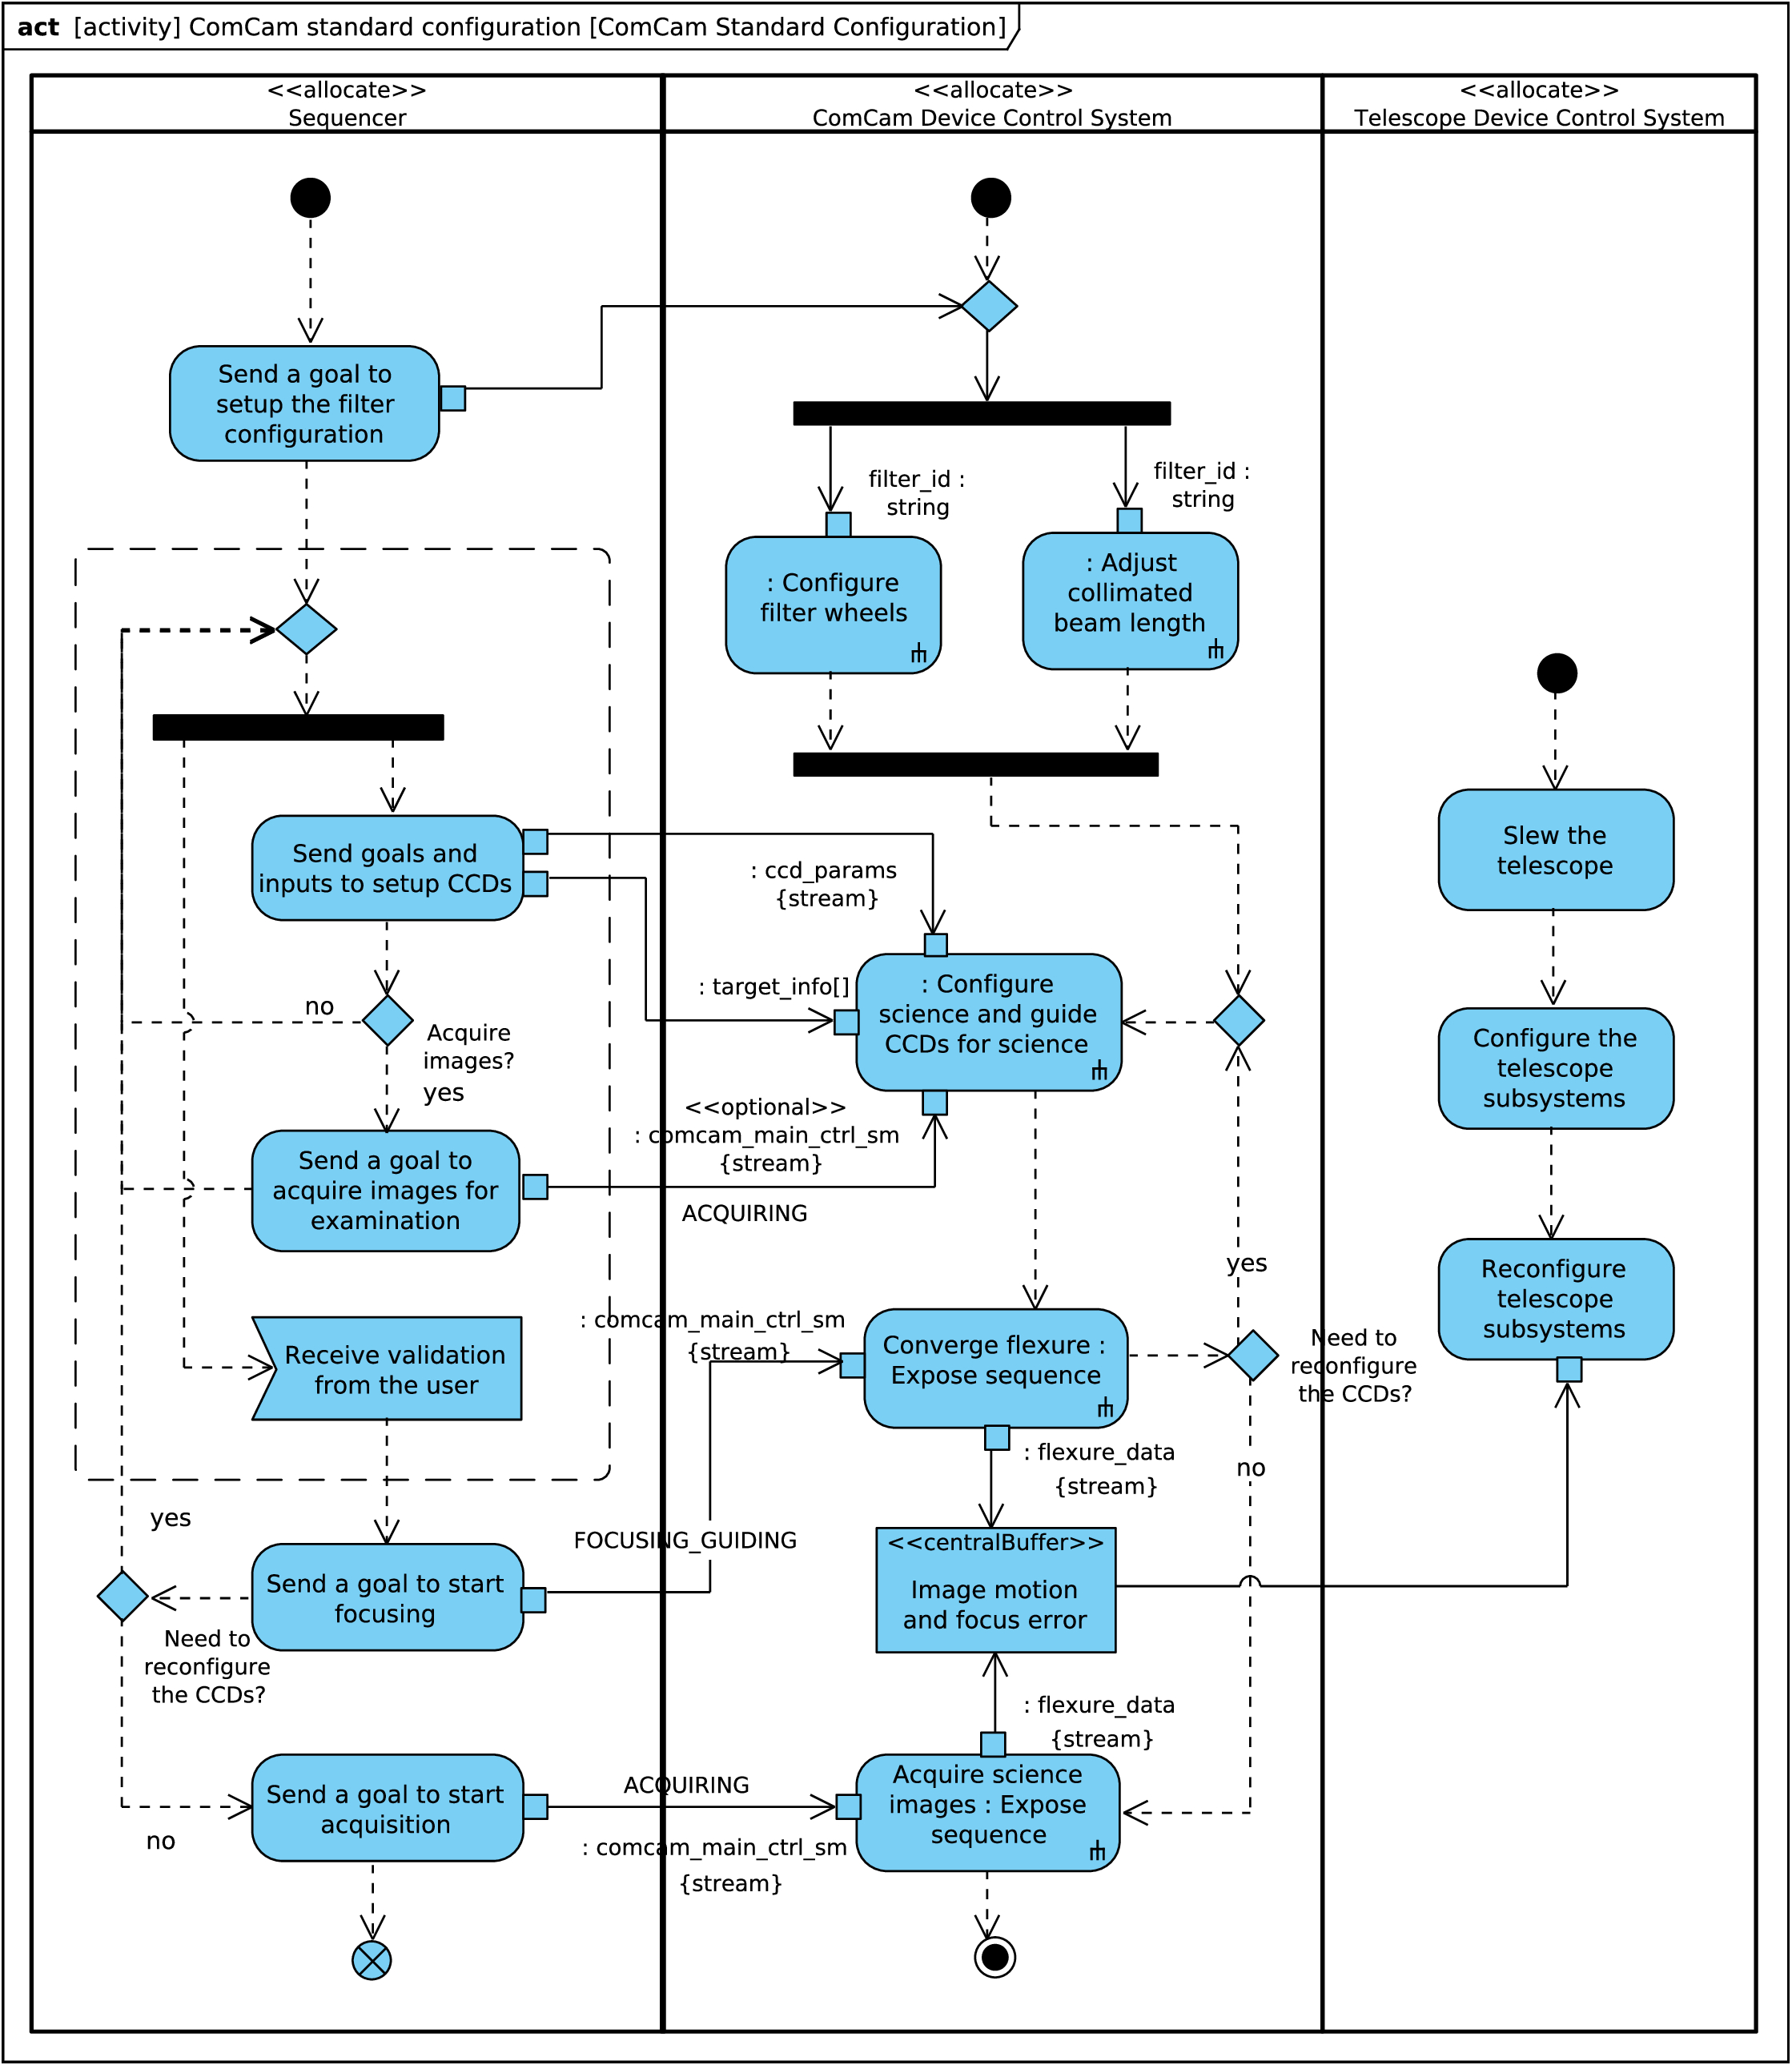 act [activity] ComCam standard configuration [ComCam Standard Configuration]
<<allocate>>
Sequencer
<<allocate>>
ComCam Device Control System
<<allocate>>
Telescope Device Control System
Send a goal to
setup the filter
configuration
filter_id :
string
filter_id :
string
: Configure
filter wheels
: Adjust
collimated
beam length
Send goals and
inputs to setup CCDs
: ccd_params
{stream}
Slew the
telescope
no
Acquire
images?
yes
: target_info[]
: Configure
science and guide
CCDs for science
Configure the
telescope
subsystems
<<optional>>
: comcam_main_ctrl_sm
{stream}
Send a goal to
acquire images for
examination
ACQUIRING
yes
Reconfigure
telescope
subsystems
Receive validation
from the user
: comcam_main_ctrl_sm
{stream}
Converge flexure :
Expose sequence
Need to
reconfigure
the CCDs?
: flexure_data
{stream}
no
yes
FOCUSING_GUIDING
<<centralBuffer>>
Image motion
and focus error
Send a goal to start
focusing
Need to
reconfigure
the CCDs?
: flexure_data
{stream}
Send a goal to start
acquisition
ACQUIRING
Acquire science
images : Expose
sequence
no
: comcam_main_ctrl_sm
{stream}